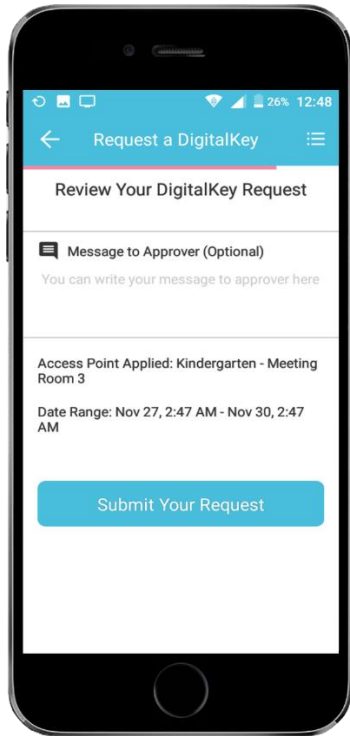 26% 12:48
Request a DigitalKey
Review Your DigitalKey Request
Message to Approver (Optional)
You can write your message to approver here
Access Point Applied: Kindergarten - Meeting
Room 3
Date Range: Nov 27, 2:47 AM - Nov 30, 2:47
AM
Submit Your Request